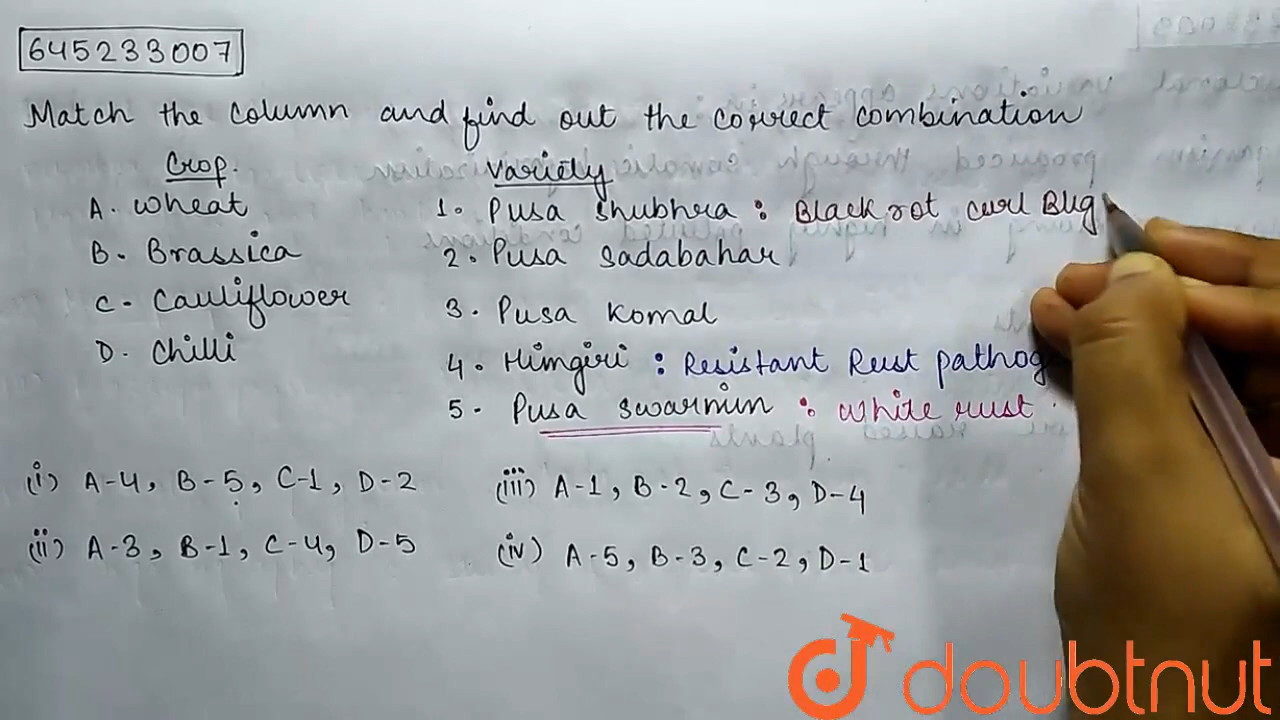 645233007
Match the Column and find out the correct combination
Crop. Variety
A. Wheat 1. Pusa Shubhra : Black rot curl Blig
B. Brassica 2. Pusa Sadabahar
C. Cauliflower 3. Pusa Komal
D. Chilli 4. Himgiri : Resistant Rust pathog
5. Pusa Swarnim : White rust
(i) A-4, B-5, C-1, D-2 (iii) A-1, B-2, C-3, D-4
(ii) A-3, B-1, C-4, D-5 (iv) A-5, B-3, C-2, D-1
doubtnut